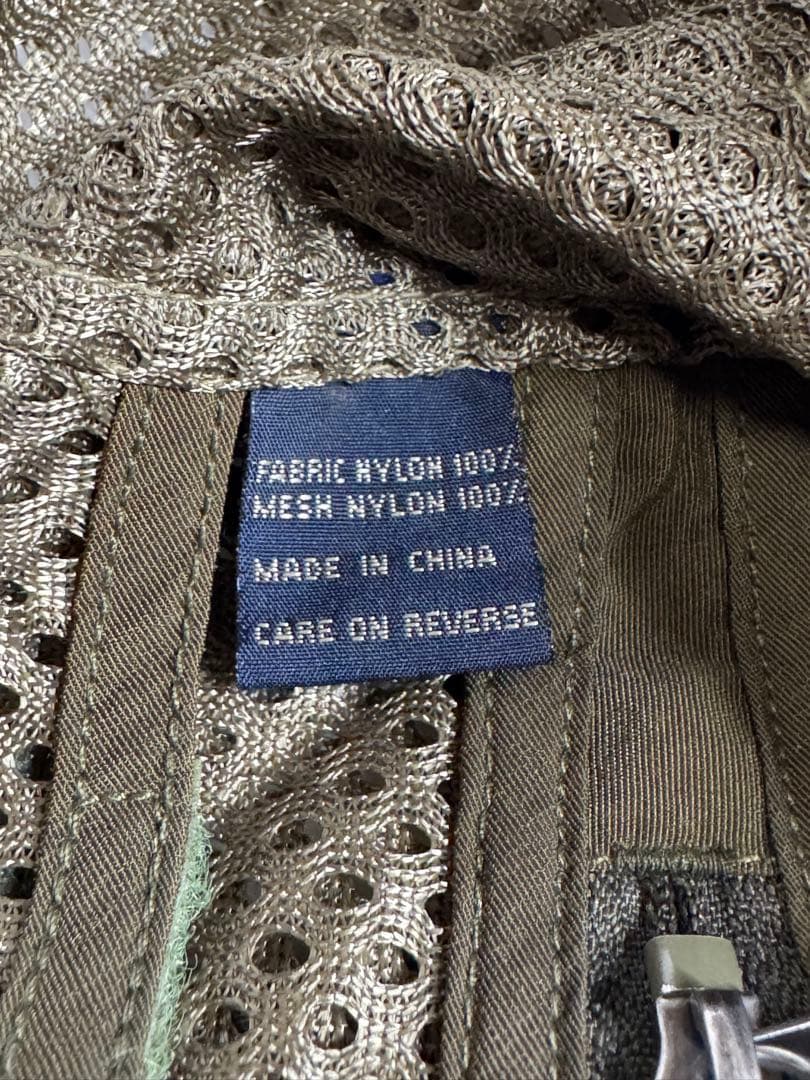 FABRIC NYLON 100%
MESH NYLON 100%
MADE IN CHINA
CARE ON REVERSE